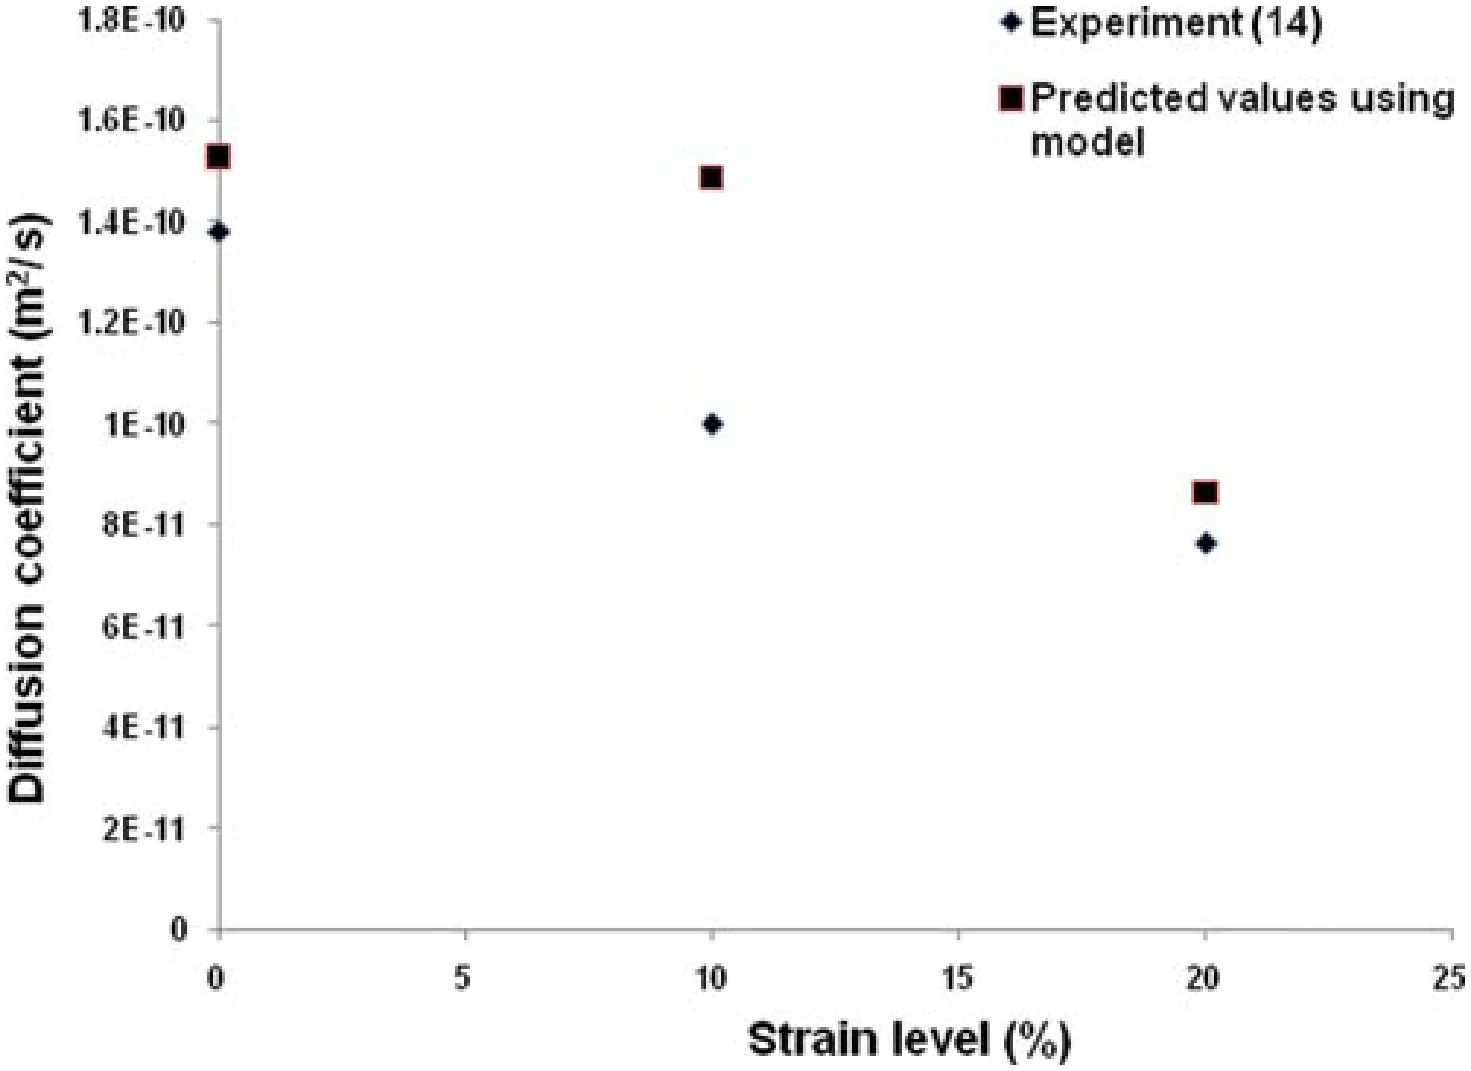 1.8E-10
1.6E-10
1.4E-10
1.2E-10
1E-10
8E-11
6E-11
4E-11
2E-11
0
Diffusion coefficient (m²/s)
Experiment (14)
Predicted values using
model
0 5 10 15 20 25
Strain level (%)